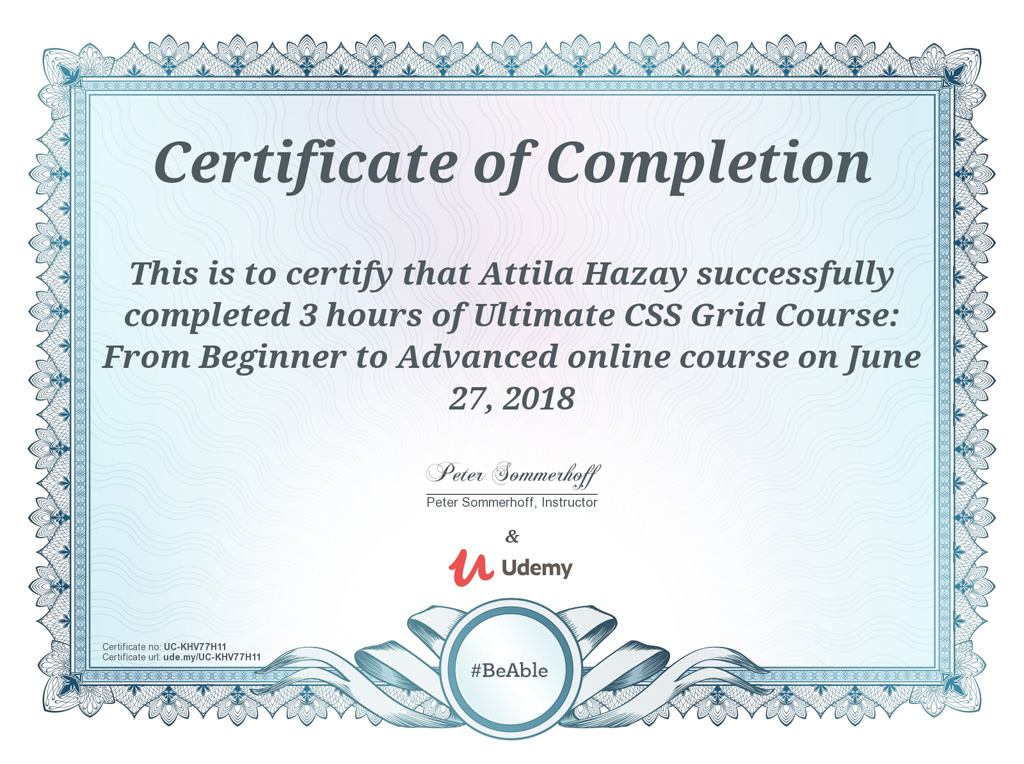 Certificate of Completion
This is to certify that Attila Hazay successfully
completed 3 hours of Ultimate CSS Grid Course:
From Beginner to Advanced online course on June
27, 2018
Peter Sommerhoff
Peter Sommerhoff, Instructor
&
Udemy
Certificate no: UC-KHV77H11
Certificate url: ude.my/UC-KHV77H11
#BeAble